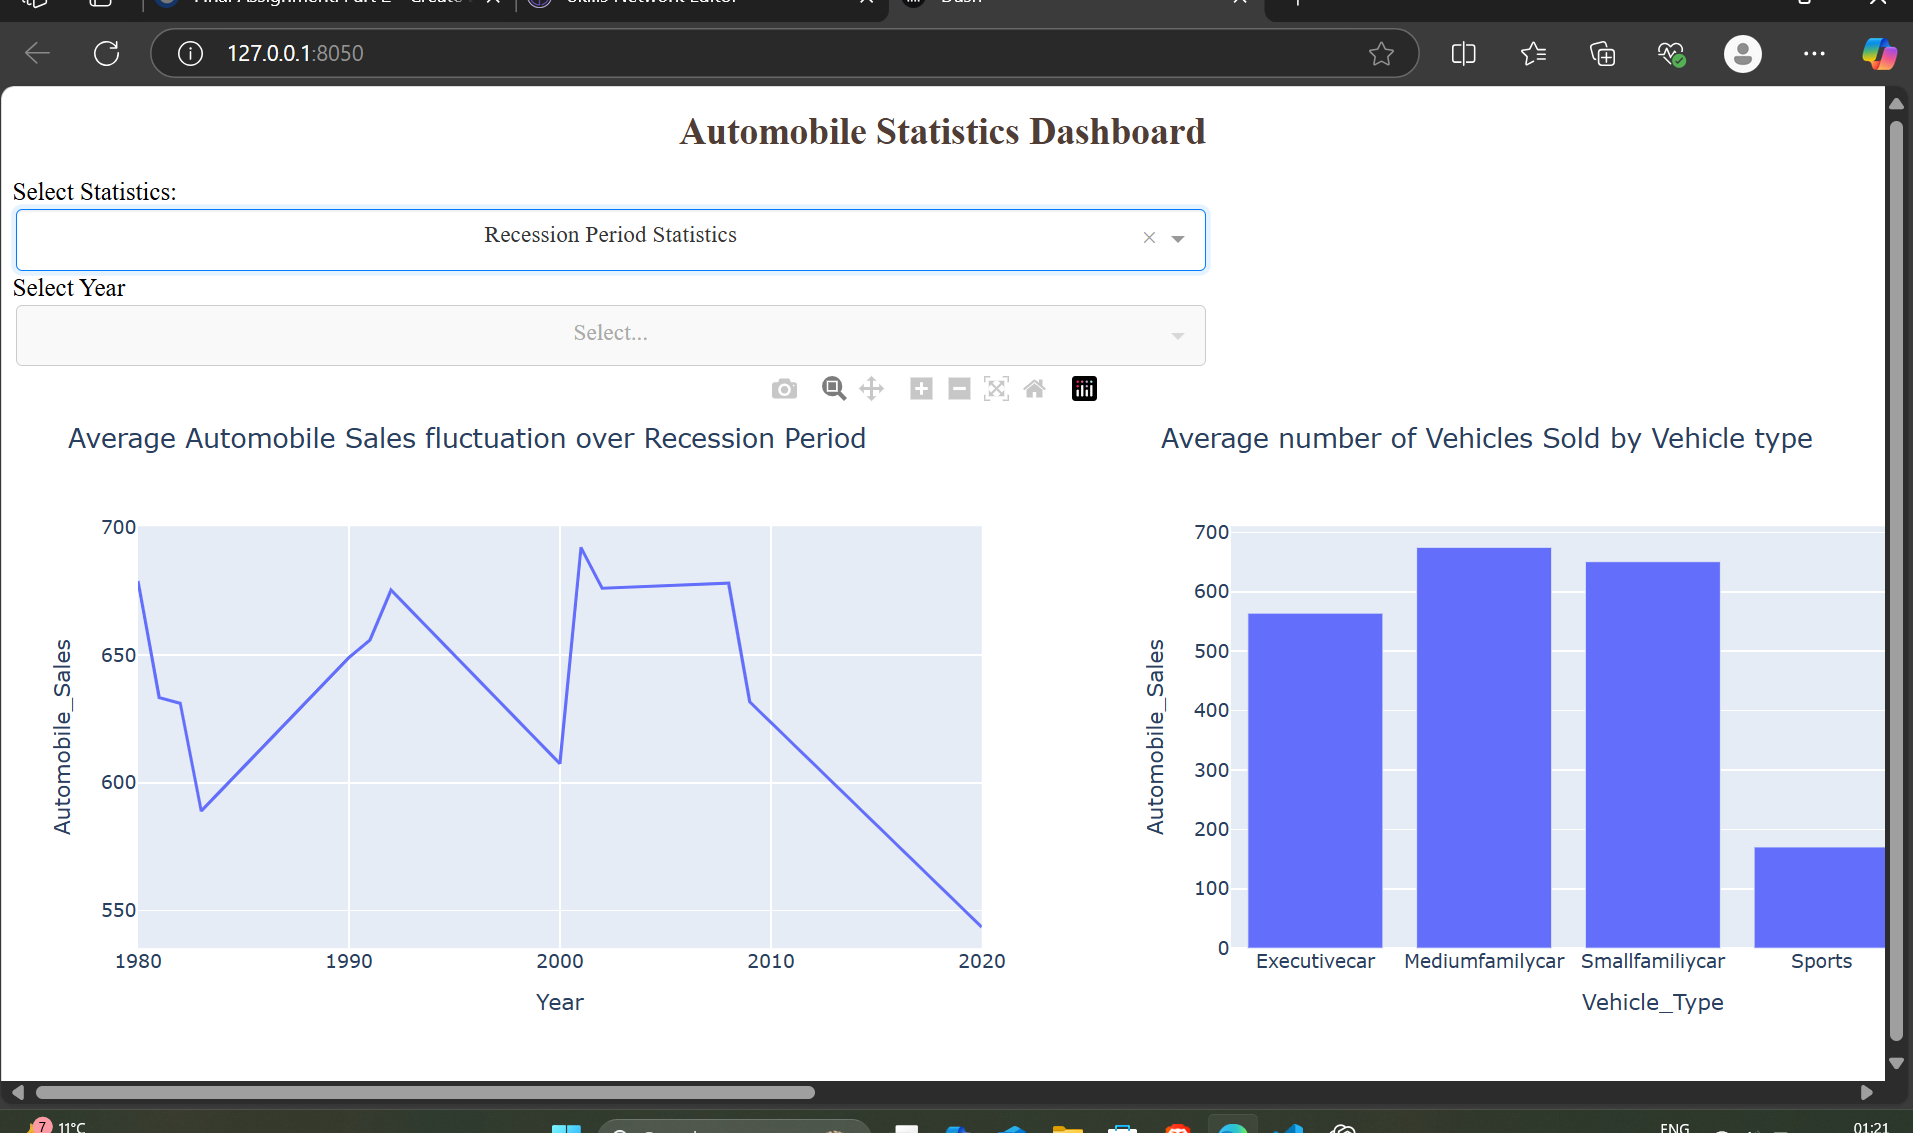 127.0.0.1:8050
Automobile Statistics Dashboard
Select Statistics:
Recession Period Statistics
Select Year
Select...
Average Automobile Sales fluctuation over Recession Period
Average number of Vehicles Sold by Vehicle type
700
650
600
550
Automobile_Sales
1980 1990 2000 2010 2020
Year
700
600
500
400
300
200
100
0
Automobile_Sales
Executivecar Mediumfamilycar Smallfamiliycar Sports
Vehicle_Type
7
11°C
ENG
01:21